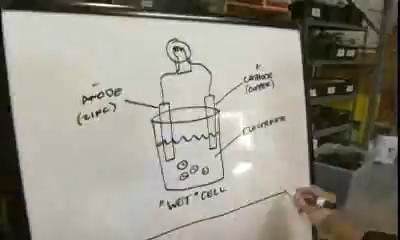 -
ANODE
(ZINC)
+
CATHODE
(COPPER)
ELECTROLYTE
"WET" CELL